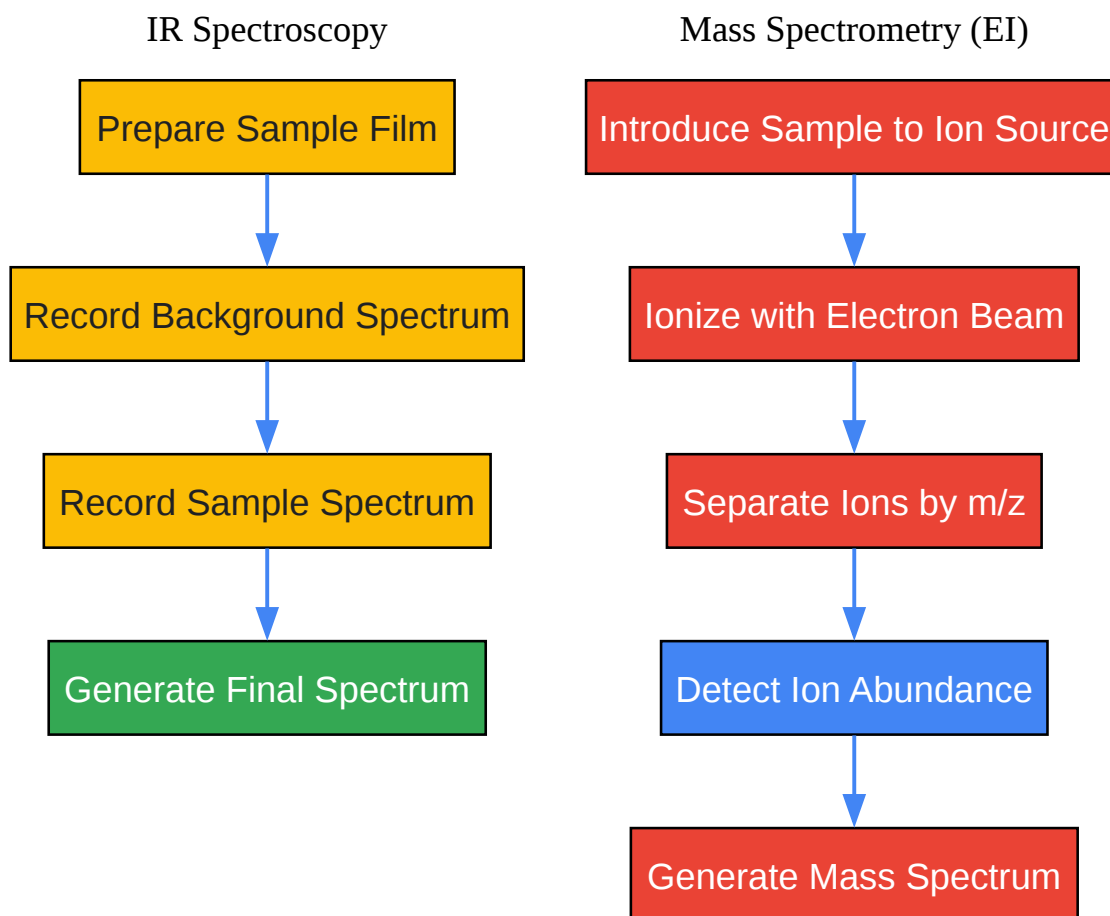 IR Spectroscopy
Prepare Sample Film
Record Background Spectrum
Record Sample Spectrum
Generate Final Spectrum
Mass Spectrometry (EI)
Introduce Sample to Ion Source
Ionize with Electron Beam
Separate Ions by m/z
Detect Ion Abundance
Generate Mass Spectrum